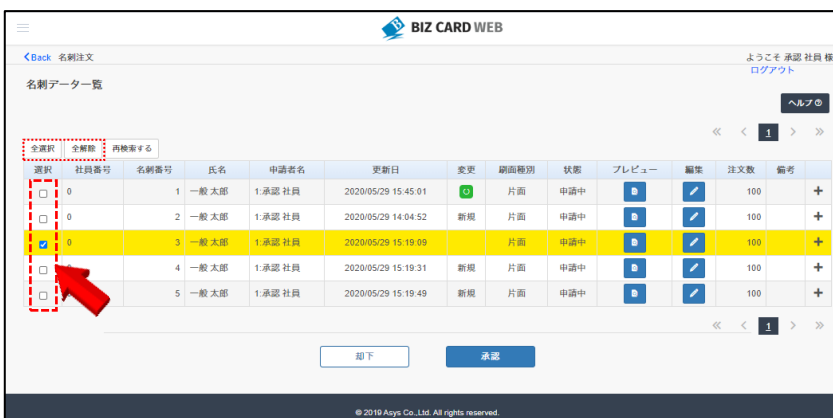 BIZ CARD WEB
Back 名刺注文 ようこそ 承認 社員 様
ログアウト
名刺データ一覧
ヘルプ
« < 1 > »
全選択 全解除 再検索する
選択 社員番号 名刺番号 氏名 申請者名 更新日 変更 刷面種別 状態 プレビュー 編集 注文数 備考
0 1 一般 太郎 1:承認 社員 2020/05/29 15:45:01 片面 申請中 100 +
0 2 一般 太郎 1:承認 社員 2020/05/29 14:04:52 新規 片面 申請中 100 +
0 3 一般 太郎 1:承認 社員 2020/05/29 15:19:09 片面 申請中 100 +
4 一般 太郎 1:承認 社員 2020/05/29 15:19:31 新規 片面 申請中 100 +
5 一般 太郎 1:承認 社員 2020/05/29 15:19:49 新規 片面 申請中 100 +
« < 1 > »
却下 承認
© 2019 Asys Co.,Ltd. All rights reserved.